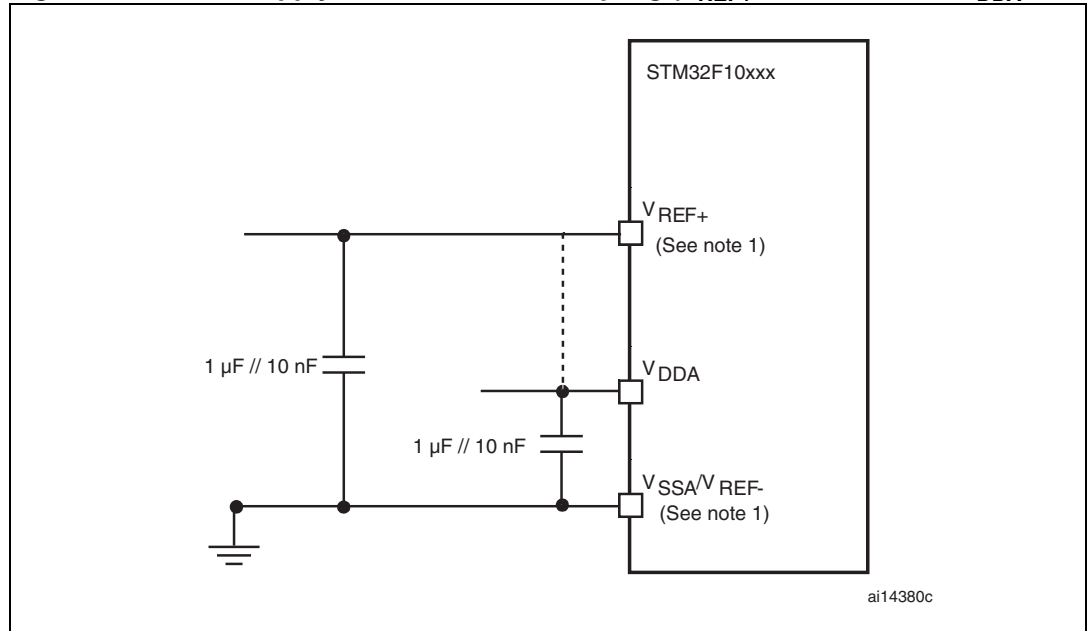 STM32F10xxx
VREF+
(See note 1)
1 µF // 10 nF
VDDA
1 µF // 10 nF
VSSA/VREF-
(See note 1)
ai14380c